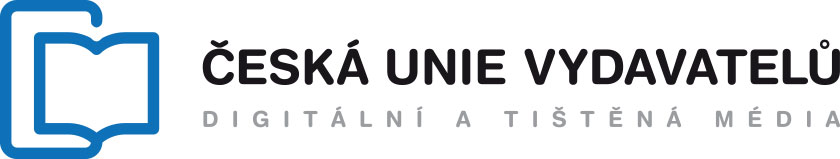 ČESKÁ UNIE VYDAVATELŮ
DIGITÁLNÍ A TIŠTĚNÁ MÉDIA